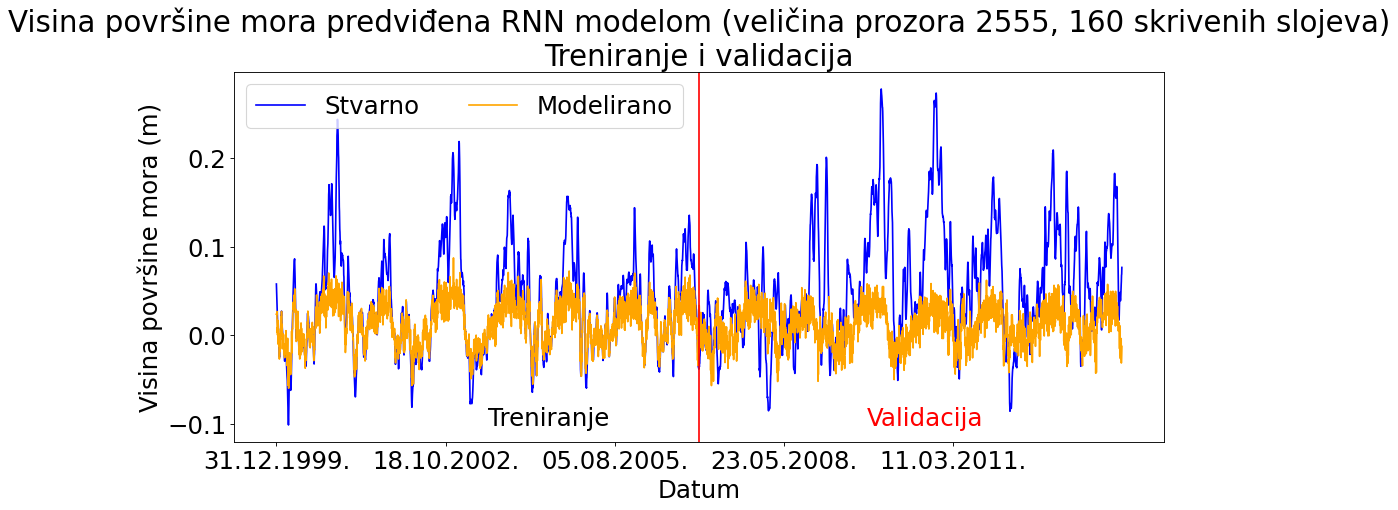 Visina površine mora predviđena RNN modelom (veličina prozora 2555, 160 skrivenih slojeva)
Treniranje i validacija
Stvarno
Modelirano
Visina površine mora (m)
0.2
0.1
0.0
−0.1
Treniranje
Validacija
31.12.1999.
18.10.2002.
05.08.2005.
23.05.2008.
11.03.2011.
Datum